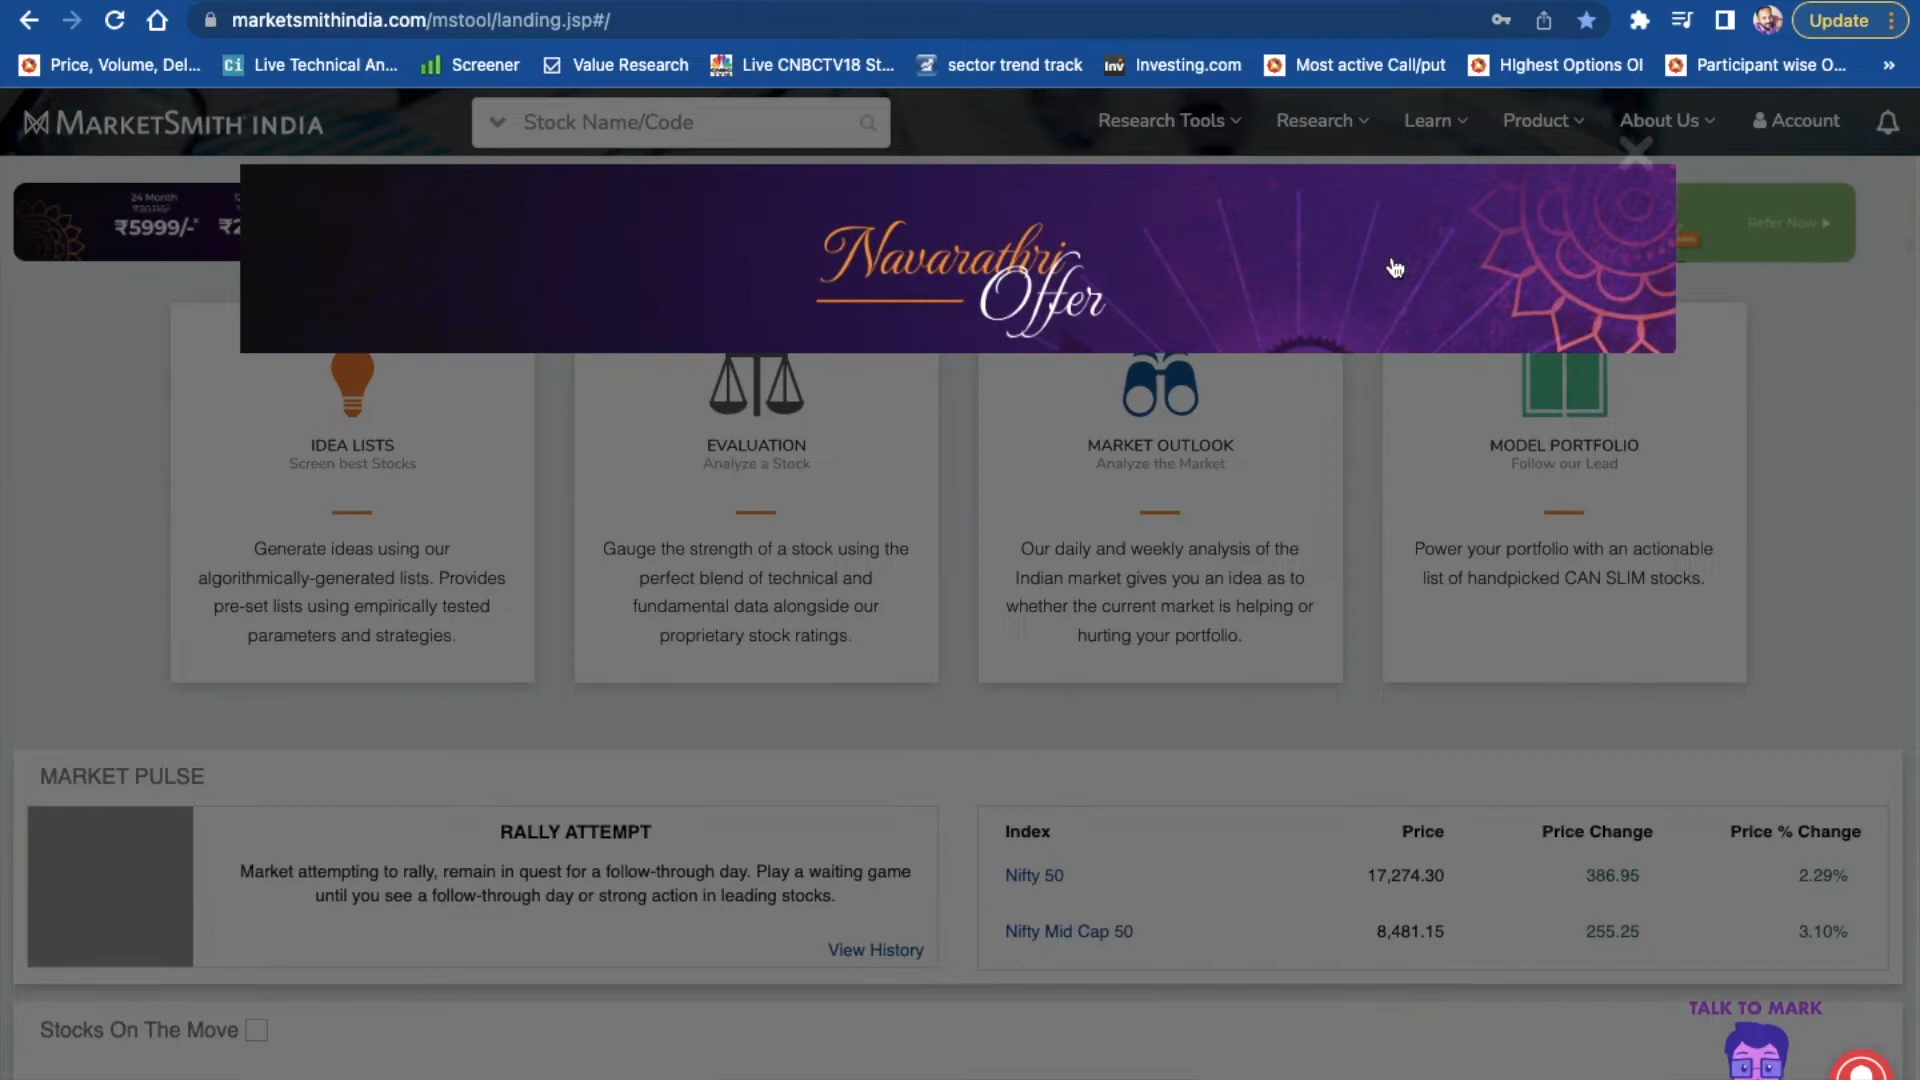 marketsmithindia.com/mstool/landing.jsp#/
Update
Price, Volume, Del...
Ci
Live Technical An...
Screener
Value Research
Live CNBCTV18 St...
sector trend track
Inv
Investing.com
Most active Call/put
HIghest Options OI
Participant wise O...
»
MARKETSMITH INDIA
Stock Name/Code
Research Tools
Research
Learn
Product
About Us
Account
24 Month
₹5999/-*
Navarathri
Offer
Refer Now
IDEA LISTS
Screen best Stocks
Generate ideas using our
algorithmically-generated lists. Provides
pre-set lists using empirically tested
parameters and strategies.
EVALUATION
Analyze a Stock
Gauge the strength of a stock using the
perfect blend of technical and
fundamental data alongside our
proprietary stock ratings.
MARKET OUTLOOK
Analyze the Market
Our daily and weekly analysis of the
Indian market gives you an idea as to
whether the current market is helping or
hurting your portfolio.
MODEL PORTFOLIO
Follow our Lead
Power your portfolio with an actionable
list of handpicked CAN SLIM stocks.
MARKET PULSE
RALLY ATTEMPT
Market attempting to rally, remain in quest for a follow-through day. Play a waiting game
until you see a follow-through day or strong action in leading stocks.
View History
Index Price Price Change Price % Change
Nifty 50 17,274.30 386.95 2.29%
Nifty Mid Cap 50 8,481.15 255.25 3.10%
Stocks On The Move
TALK TO MARK